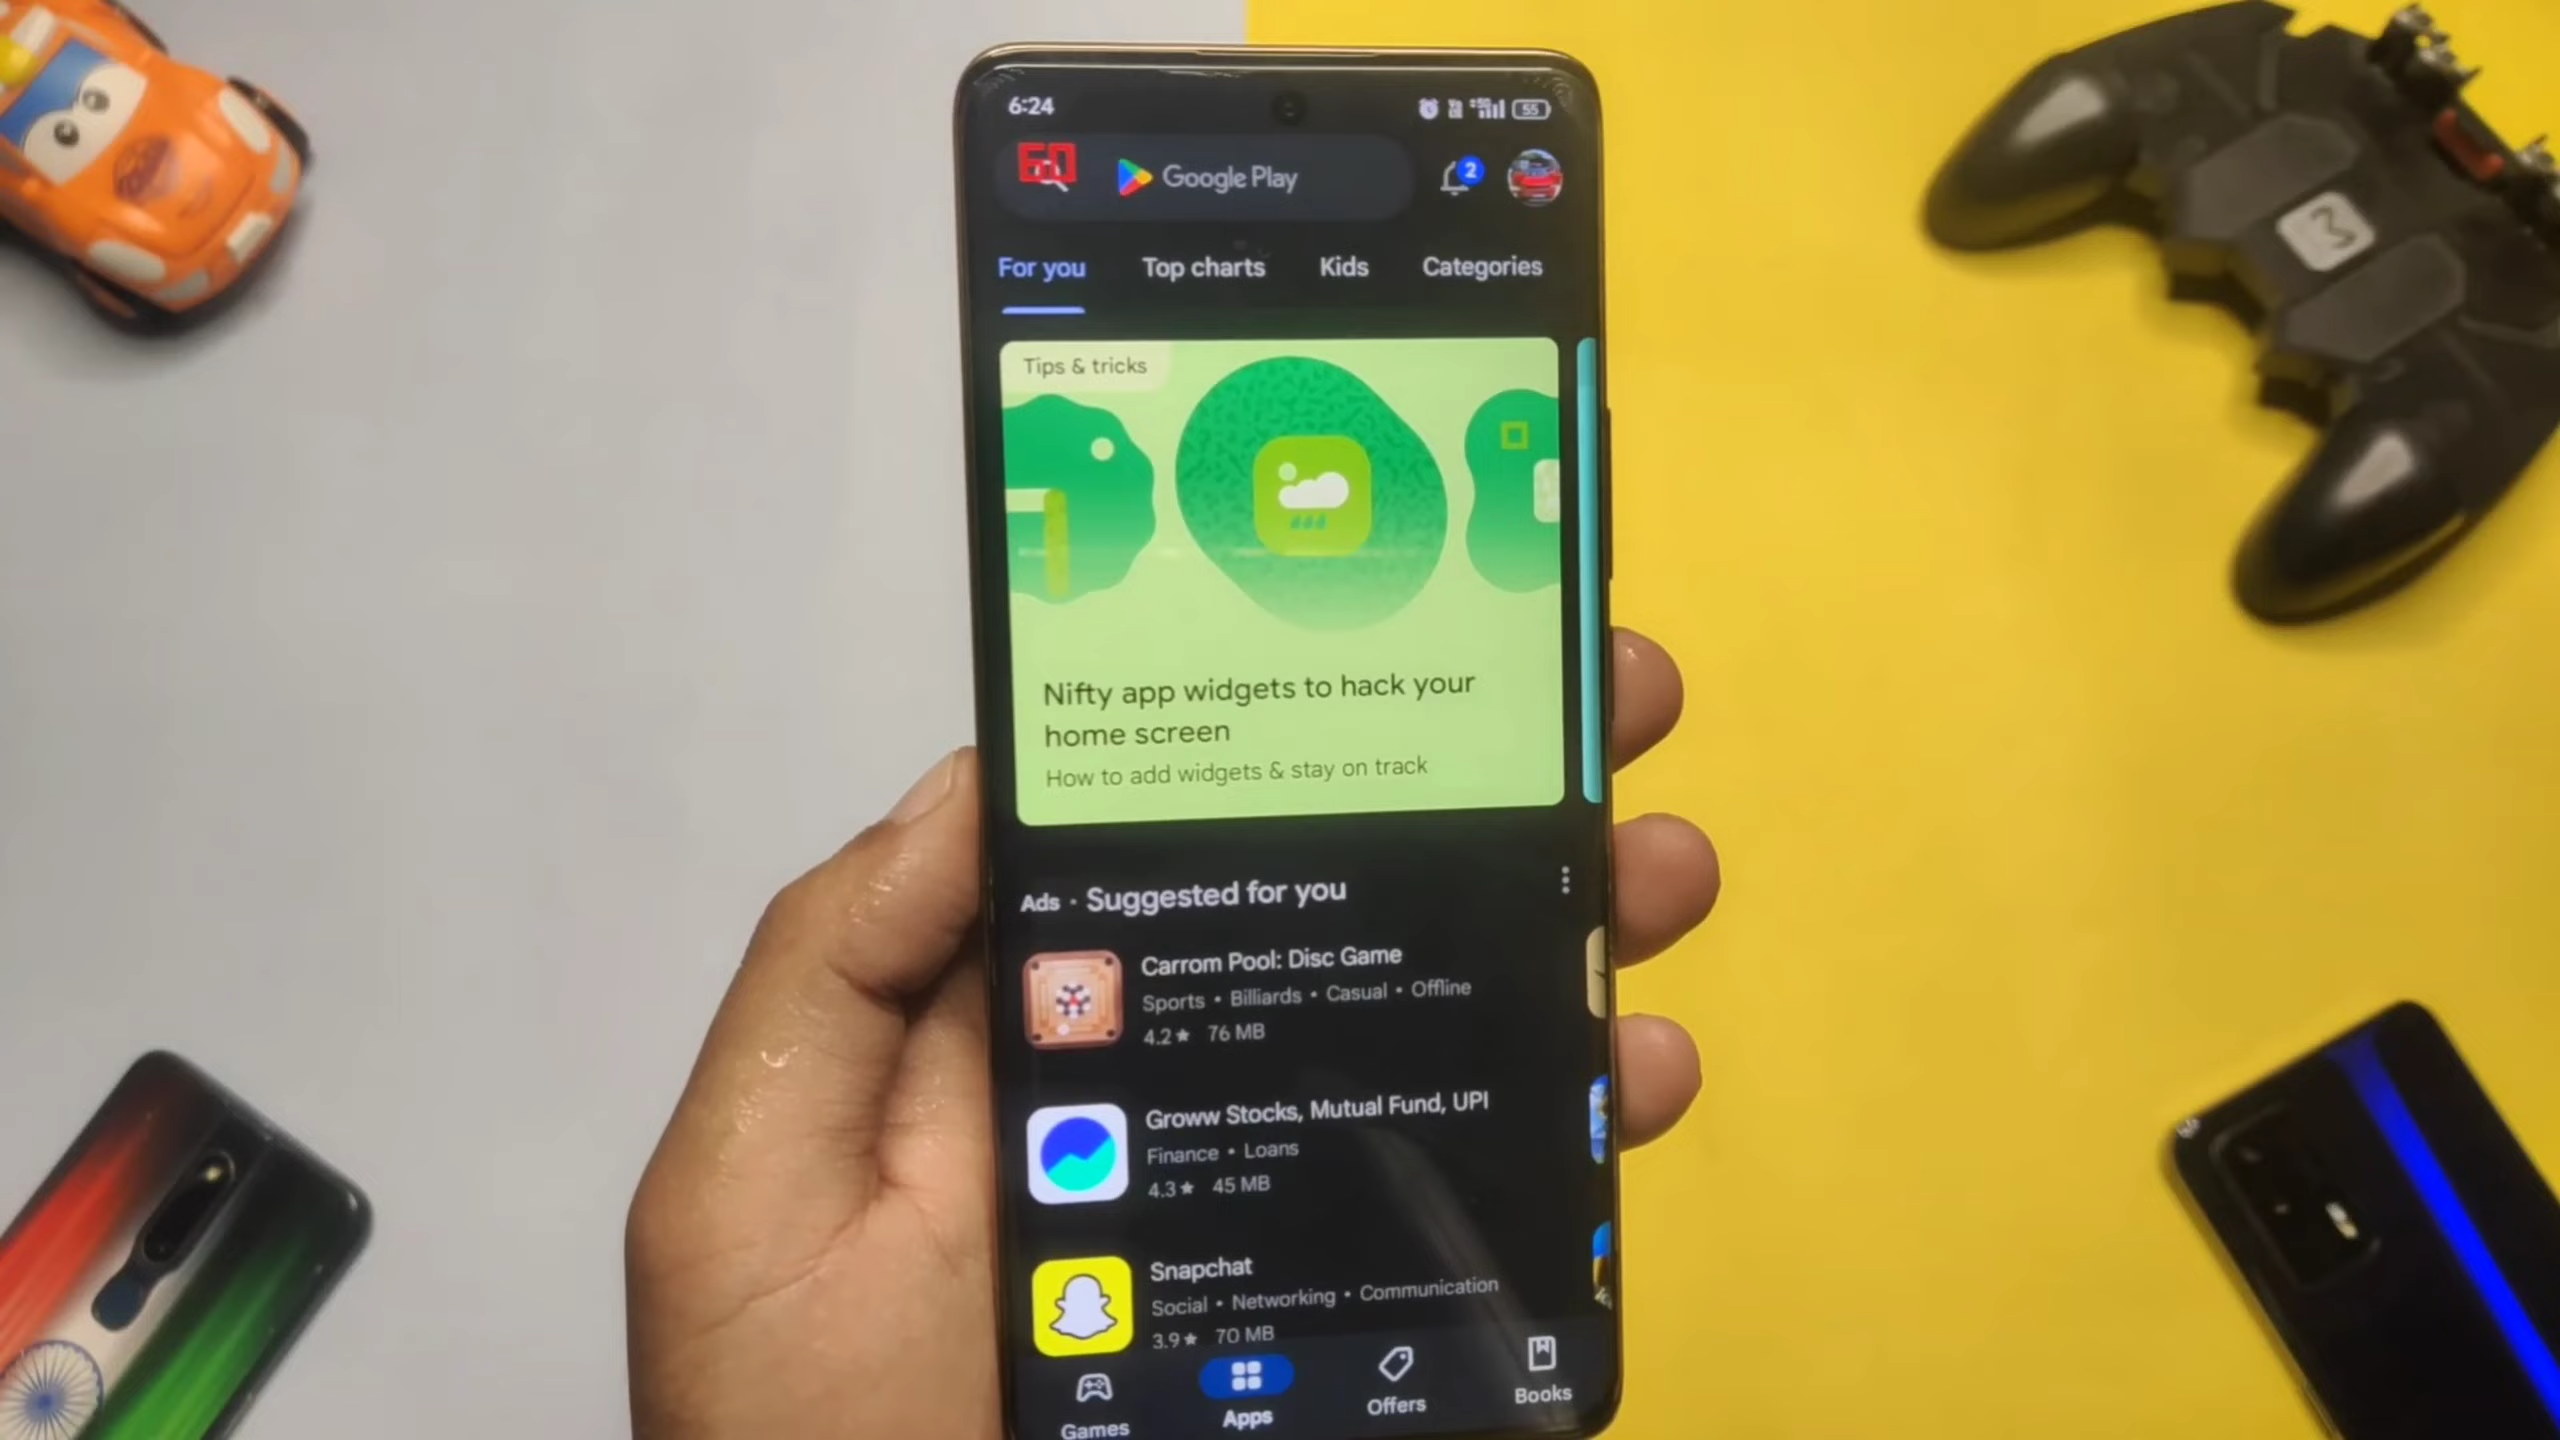 6:24
55
60
Google Play
2
For you Top charts Kids Categories
Tips & tricks
Nifty app widgets to hack your
home screen
How to add widgets & stay on track
Ads • Suggested for you
Carrom Pool: Disc Game
Sports • Billiards • Casual • Offline
4.2★ 76 MB
Groww Stocks, Mutual Fund, UPI
Finance • Loans
4.3★ 45 MB
Snapchat
Social • Networking • Communication
3.9★ 70 MB
Games Apps Offers Books